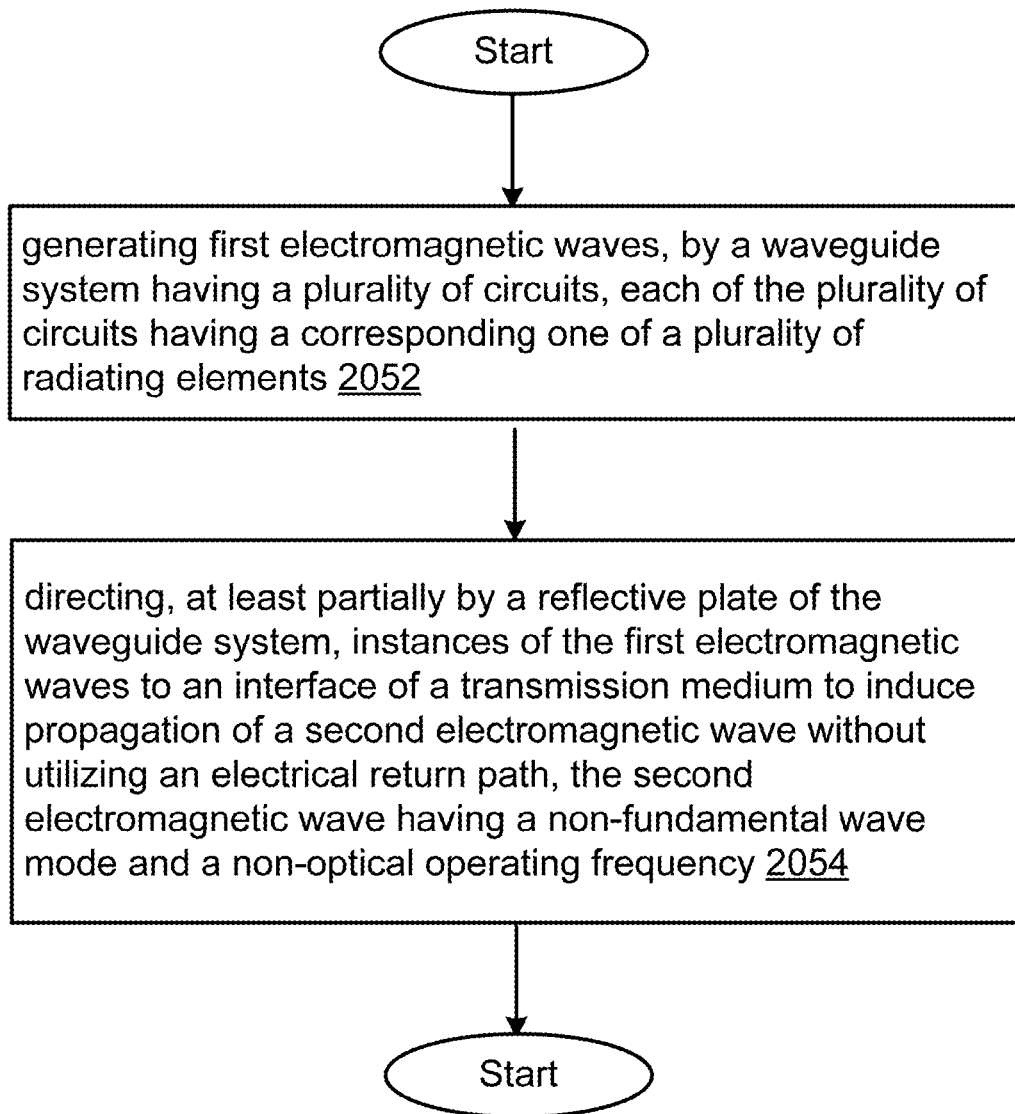 Start
generating first electromagnetic waves, by a waveguide
system having a plurality of circuits, each of the plurality of
circuits having a corresponding one of a plurality of
radiating elements 2052
directing, at least partially by a reflective plate of the
waveguide system, instances of the first electromagnetic
waves to an interface of a transmission medium to induce
propagation of a second electromagnetic wave without
utilizing an electrical return path, the second
electromagnetic wave having a non-fundamental wave
mode and a non-optical operating frequency 2054
Start